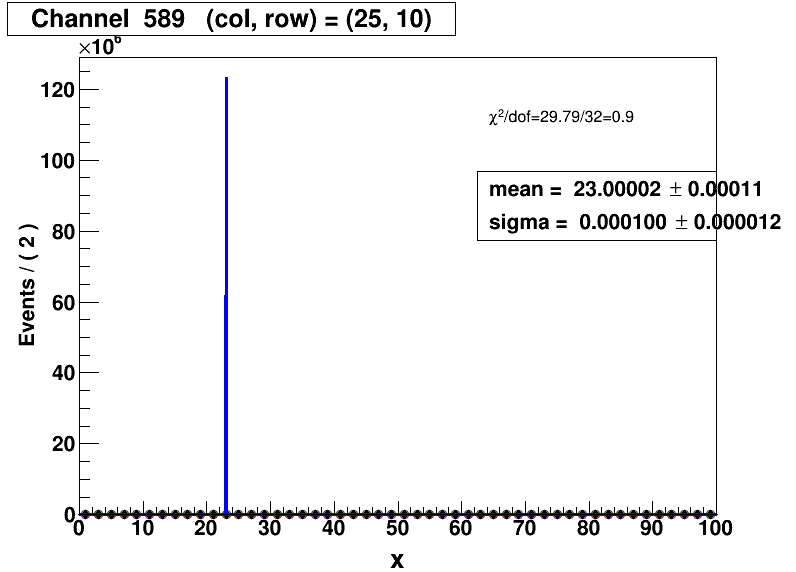 Channel 589 (col, row) = (25, 10)
×10⁶
120
100
80
60
40
20
0
Events / ( 2 )
χ²/dof=29.79/32=0.9
mean = 23.00002 ± 0.00011
sigma = 0.000100 ± 0.000012
0 10 20 30 40 50 60 70 80 90 100
x